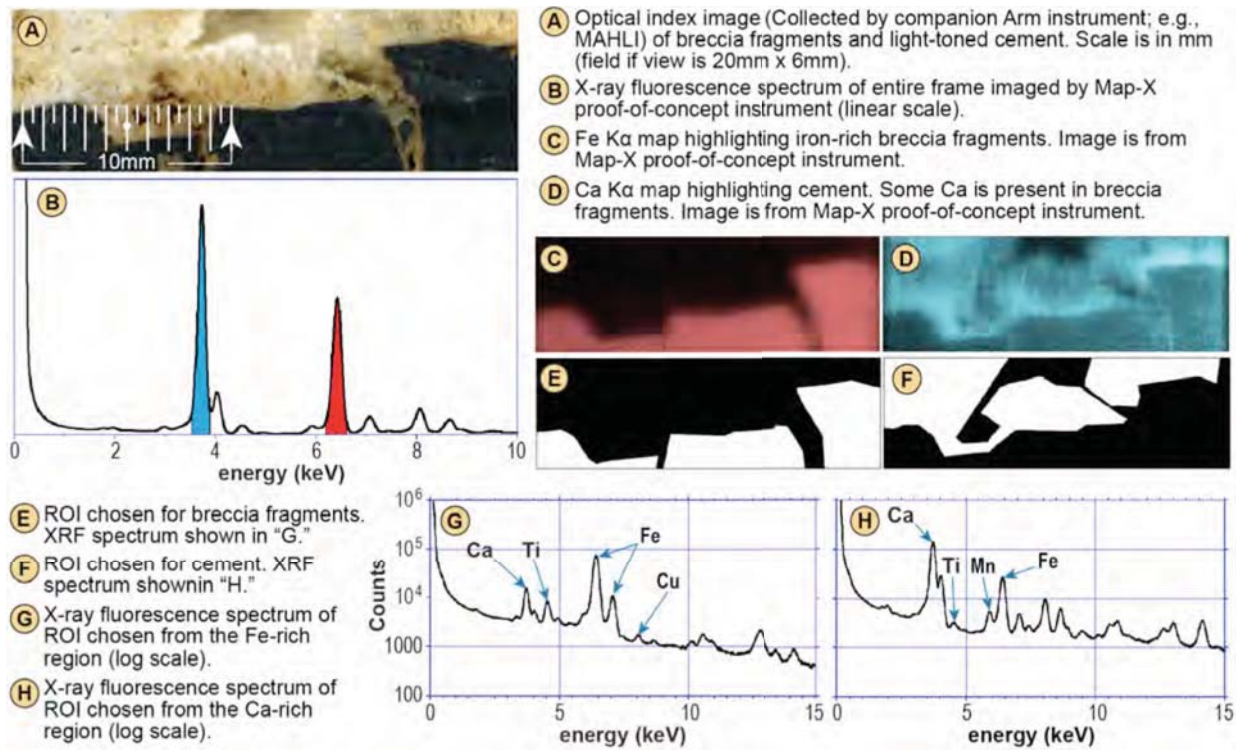 A
10mm
A Optical index image (Collected by companion Arm instrument; e.g.,
MAHLI) of breccia fragments and light-toned cement. Scale is in mm
(field if view is 20mm x 6mm).
B X-ray fluorescence spectrum of entire frame imaged by Map-X
proof-of-concept instrument (linear scale).
C Fe Kα map highlighting iron-rich breccia fragments. Image is from
Map-X proof-of-concept instrument.
D Ca Kα map highlighting cement. Some Ca is present in breccia
fragments. Image is from Map-X proof-of-concept instrument.
B
0 2 4 6 8 10
energy (keV)
C
D
E
F
E ROI chosen for breccia fragments.
XRF spectrum shown in “G.”
F ROI chosen for cement. XRF
spectrum shownin “H.”
G X-ray fluorescence spectrum of
ROI chosen from the Fe-rich
region (log scale).
H X-ray fluorescence spectrum of
ROI chosen from the Ca-rich
region (log scale).
G
Counts
10⁶
10⁵
10⁴
1000
100
Ca Ti Fe
Cu
0 5 10 15
energy (keV)
H
Ca
Ti Mn Fe
0 5 10 15
energy (keV)